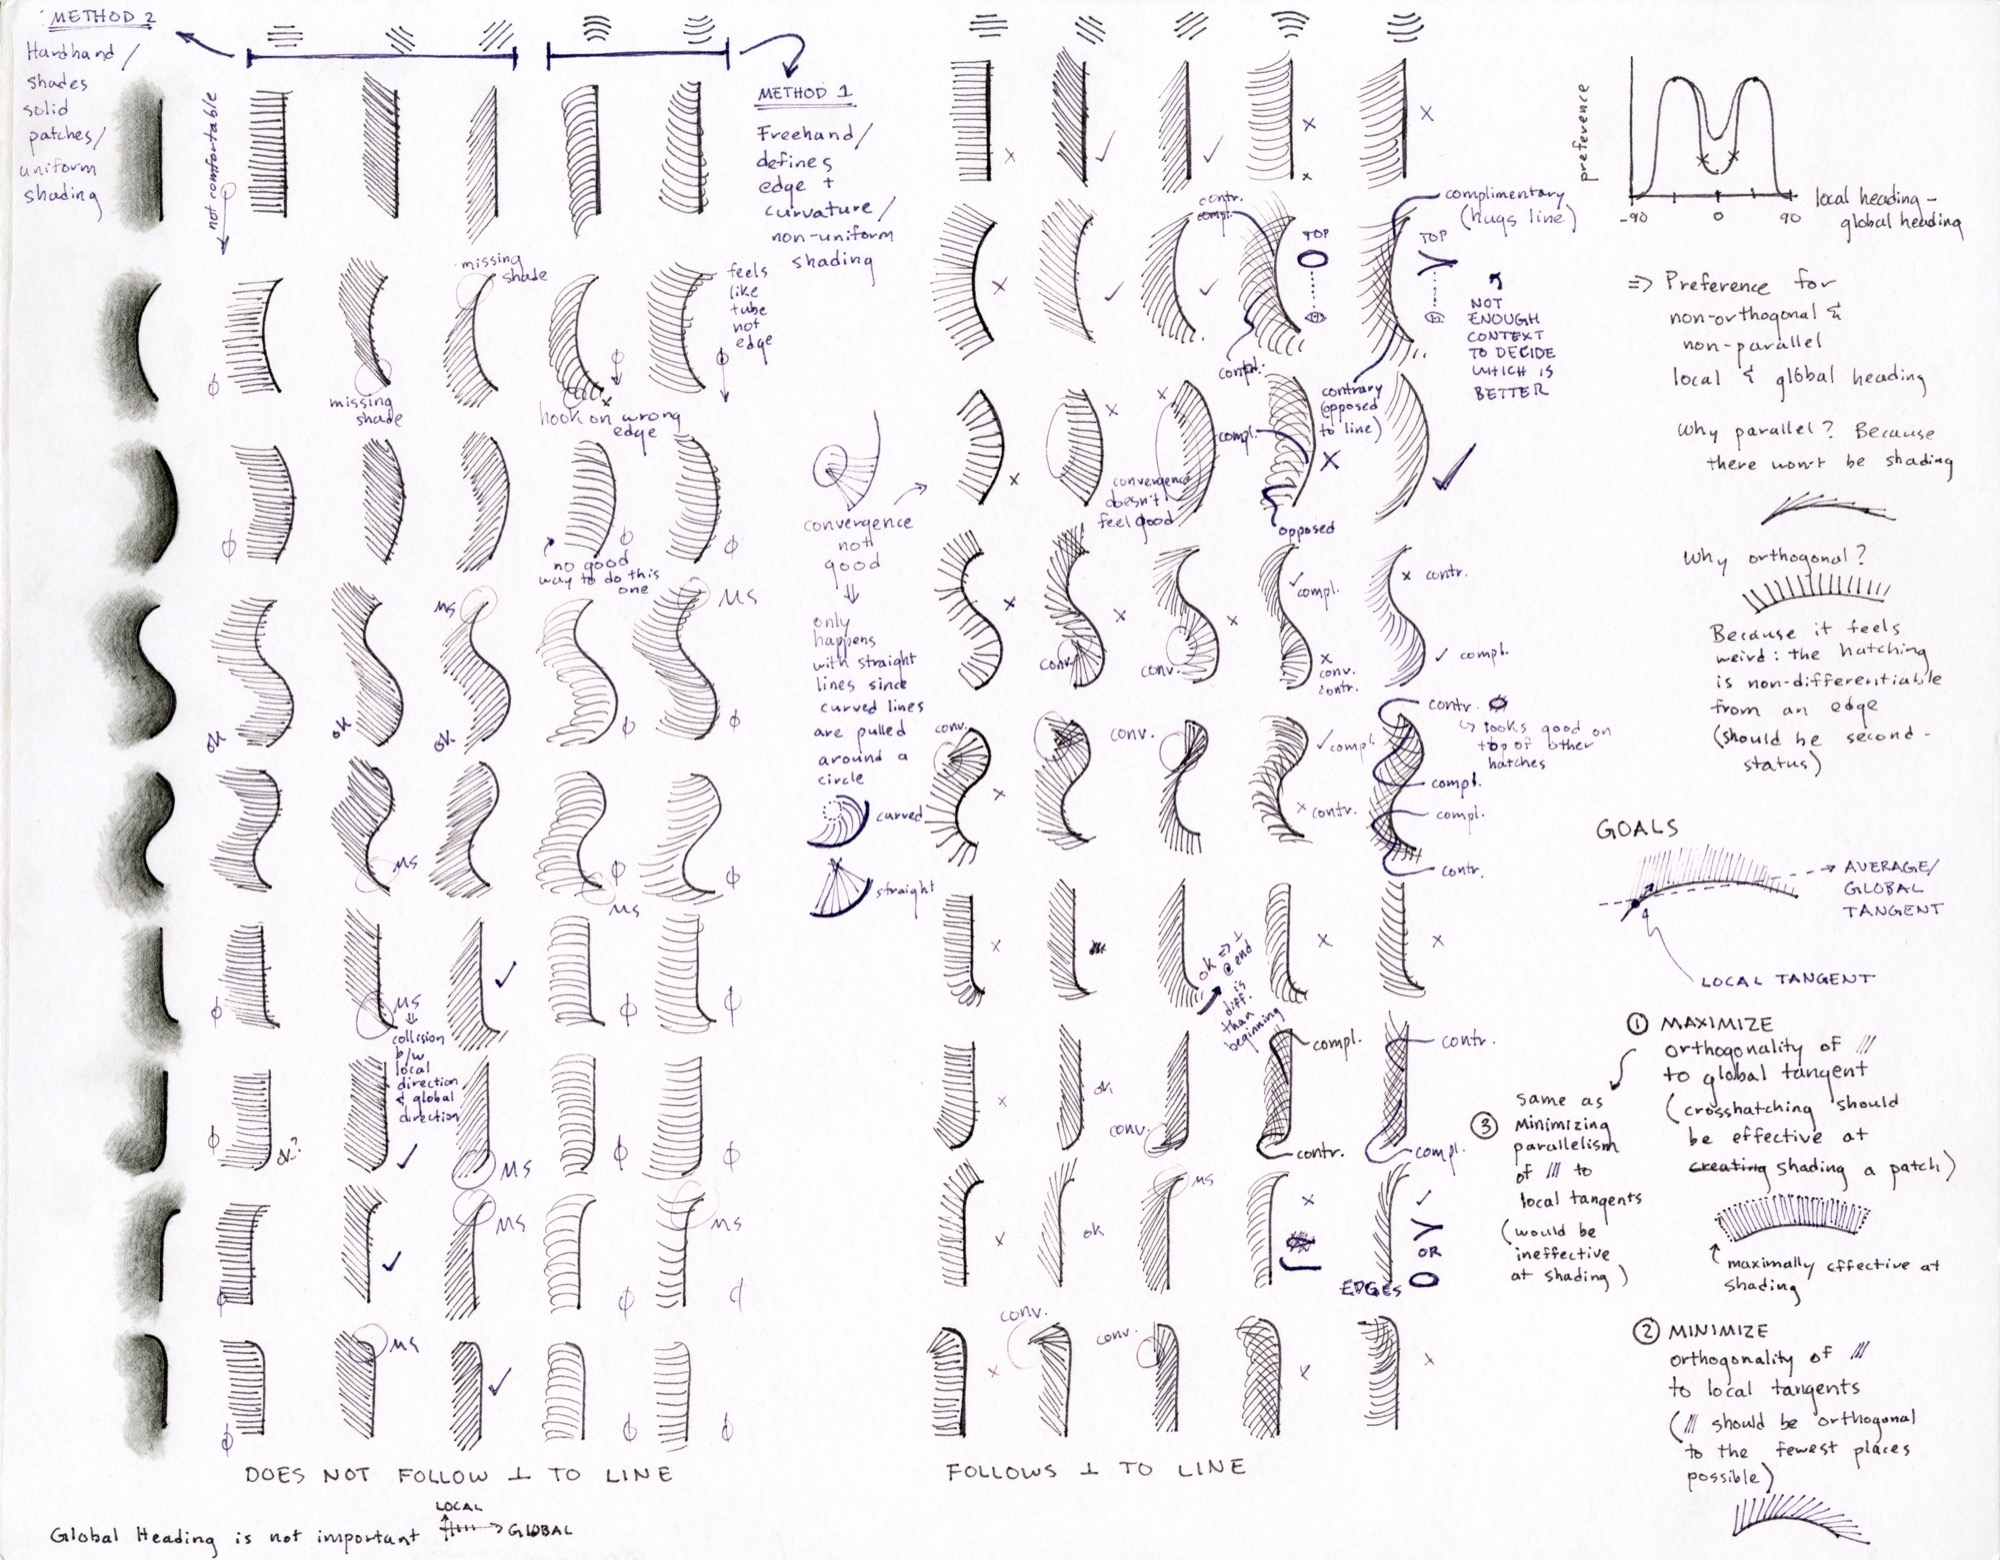 METHOD 2
Hardhand/
shades
solid
patches/
uniform
shading
not comfortable
METHOD 1
Freehand/
defines
edge +
curvature/
non-uniform
shading
missing
shade
missing
shade
hook on wrong
edge
feels
like
tube
not
edge
no good
way to do this
one
MS
MS
ok
ok
ok
MS
MS
MS
collision
b/w
local
direction
& global
direction
ok?
MS
MS
MS
MS
DOES NOT FOLLOW ⊥ TO LINE
Global Heading is not important
LOCAL
GLOBAL
convergence
not
good
only
happens
with straight
lines since
curved lines
are pulled
around a
circle
curved
straight
contr.
compl.
TOP
compl.
complimentary
(hugs line)
TOP
NOT
ENOUGH
CONTEXT
TO DECIDE
WHICH IS
BETTER
contrary
(opposed
to line)
convergence
doesn't
feel good
compl.
opposed
conv.
conv.
compl.
conv.
contr.
contr.
compl.
conv.
conv.
compl.
contr.
contr.
looks good on
top of other
hatches
compl.
compl.
contr.
ok => ⊥
@ end
is
diff.
than
beginning
ok
conv.
compl.
contr.
contr.
compl.
ok
MS
OR
EDGES
conv.
conv.
FOLLOWS ⊥ TO LINE
preference
-90
0
90
local heading -
global heading
=> Preference for
non-orthogonal &
non-parallel
local & global heading
Why parallel? Because
there won't be shading
Why orthogonal?
Because it feels
weird: the hatching
is non-differentiable
from an edge
(should be second-
status)
GOALS
AVERAGE/
GLOBAL
TANGENT
LOCAL TANGENT
① MAXIMIZE
orthogonality of ///
to global tangent
(crosshatching should
be effective at
creating shading a patch)
maximally effective at
shading
③ same as
minimizing
parallelism
of /// to
local tangents
(would be
ineffective
at shading)
② MINIMIZE
orthogonality of ///
to local tangents
(/// should be orthogonal
to the fewest places
possible)